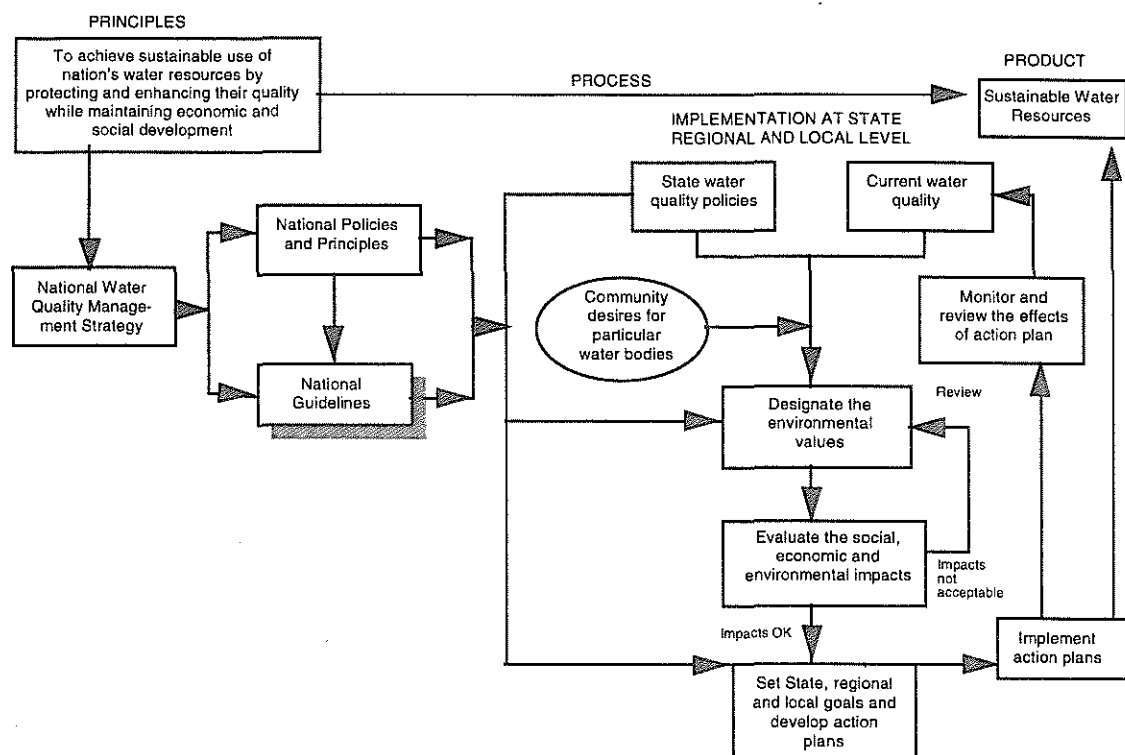 PRINCIPLES
To achieve sustainable use of
nation's water resources by
protecting and enhancing their quality
while maintaining economic and
social development
PROCESS
PRODUCT
Sustainable Water
Resources
IMPLEMENTATION AT STATE
REGIONAL AND LOCAL LEVEL
State water
quality policies
Current water
quality
National Policies
and Principles
National Water
Quality Manage-
ment Strategy
Community
desires for
particular
water bodies
Monitor and
review the effects
of action plan
National
Guidelines
Designate the
environmental
values
Review
Evaluate the social,
economic and
environmental impacts
Impacts
not
acceptable
Impacts OK
Implement
action plans
Set State, regional
and local goals and
develop action
plans